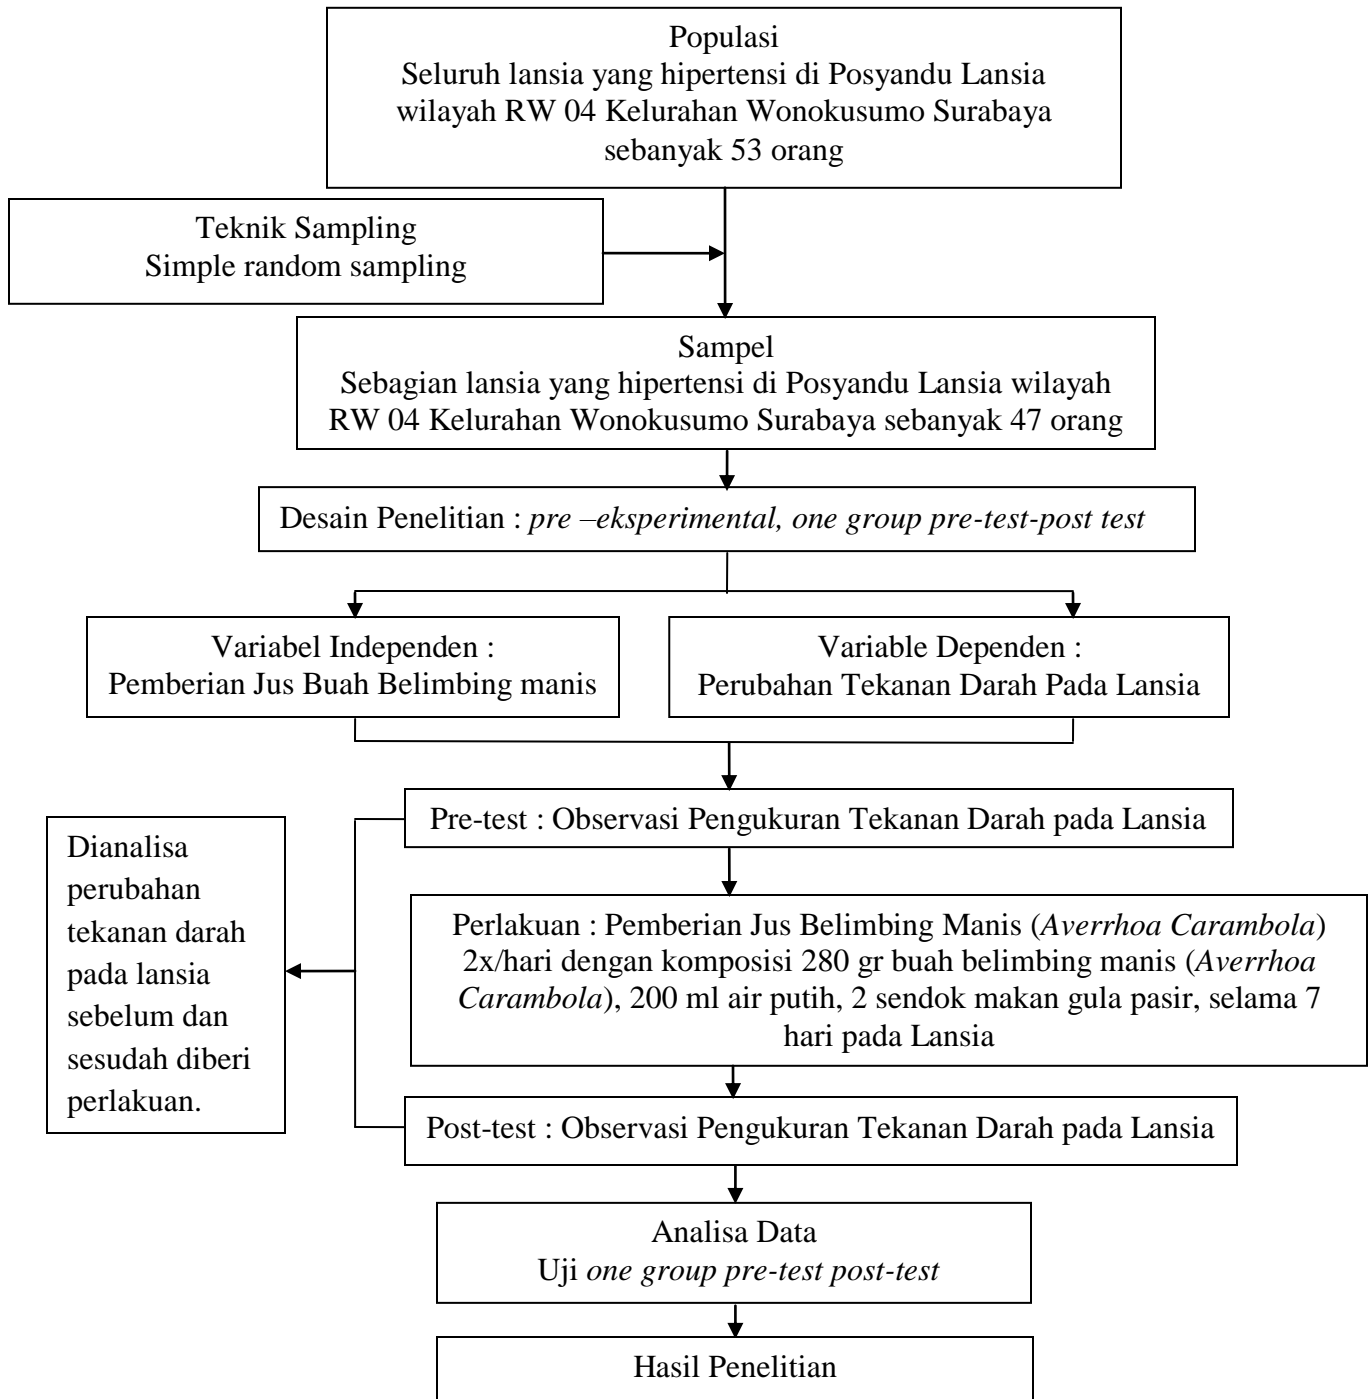 Populasi
Seluruh lansia yang hipertensi di Posyandu Lansia
wilayah RW 04 Kelurahan Wonokusumo Surabaya
sebanyak 53 orang
Teknik Sampling
Simple random sampling
Sampel
Sebagian lansia yang hipertensi di Posyandu Lansia wilayah
RW 04 Kelurahan Wonokusumo Surabaya sebanyak 47 orang
Desain Penelitian : pre –eksperimental, one group pre-test-post test
Variabel Independen :
Pemberian Jus Buah Belimbing manis
Variable Dependen :
Perubahan Tekanan Darah Pada Lansia
Pre-test : Observasi Pengukuran Tekanan Darah pada Lansia
Dianalisa
perubahan
tekanan darah
pada lansia
sebelum dan
sesudah diberi
perlakuan.
Perlakuan : Pemberian Jus Belimbing Manis (Averrhoa Carambola)
2x/hari dengan komposisi 280 gr buah belimbing manis (Averrhoa
Carambola), 200 ml air putih, 2 sendok makan gula pasir, selama 7
hari pada Lansia
Post-test : Observasi Pengukuran Tekanan Darah pada Lansia
Analisa Data
Uji one group pre-test post-test
Hasil Penelitian